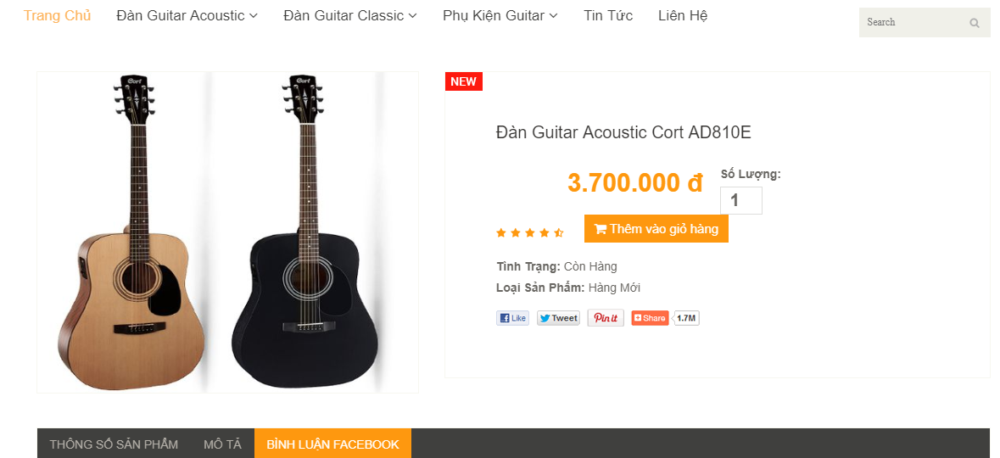 Trang Chủ Đàn Guitar Acoustic Đàn Guitar Classic Phụ Kiện Guitar Tin Tức Liên Hệ Search
Cort Cort
NEW
Đàn Guitar Acoustic Cort AD810E
3.700.000 đ
Số Lượng:
1
Thêm vào giỏ hàng
Tình Trạng: Còn Hàng
Loại Sản Phẩm: Hàng Mới
Like Tweet Pin it Share 1.7M
THÔNG SỐ SẢN PHẨM MÔ TẢ BÌNH LUẬN FACEBOOK